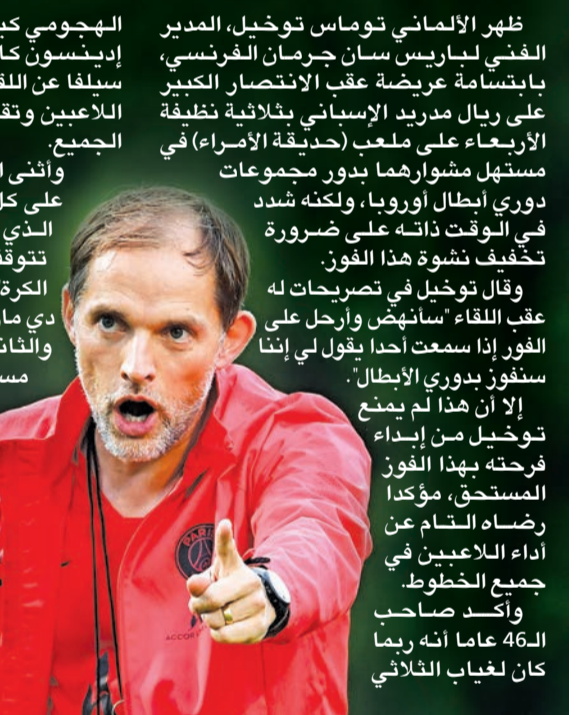 ظهر الألماني توماس توخيل، المدير
الفني لباريس سان جرمان الفرنسي،
بابتسامة عريضة عقب الانتصار الكبير
على ريال مدريد الإسباني بثلاثية نظيفة
الأربعاء على ملعب (حديقة الأمراء) في
مستهل مشوارهما بدور مجموعات
دوري أبطال أوروبا، ولكنه شدد
في الوقت ذاته على ضرورة
تخفيف نشوة هذا الفوز.
وقال توخيل في تصريحات له
عقب اللقاء "سأنهض وأرحل على
الفور إذا سمعت أحدا يقول لي إننا
سنفوز بدوري الأبطال".
إلا أن هذا لم يمنع
توخيل من إبداء
فرحته بهذا الفوز
المستحق، مؤكدا
رضاه التام عن
أداء اللاعبين في
جميع الخطوط.
وأكد صاحب
الـ46 عاما أنه ربما
كان لغياب الثلاثي
الهجومي
إدينسون
سيلفا عن
اللاعبين
الجميع.
وأثنى
على
الذي
الكرة
دي
PARIS